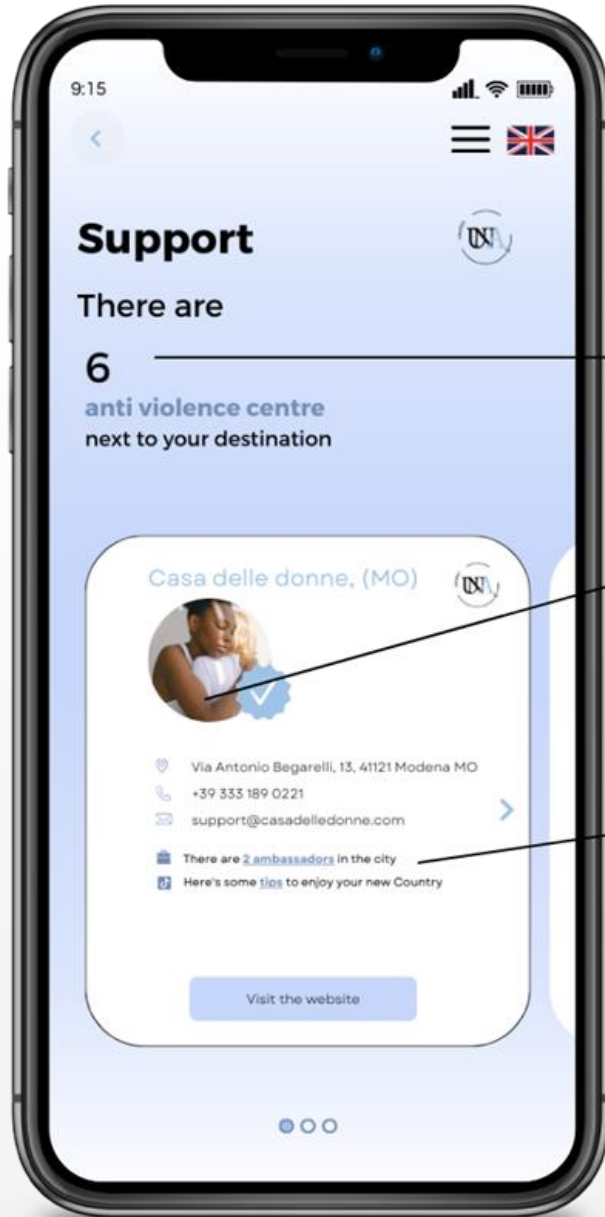 9:15
Support
UNA
There are
6
anti violence centre
next to your destination
Casa delle donne, (MO)
UNA
Via Antonio Begarelli, 13, 41121 Modena MO
+39 333 189 0221
support@casadelledonne.com
There are 2 ambassadors in the city
Here's some tips to enjoy your new Country
Visit the website